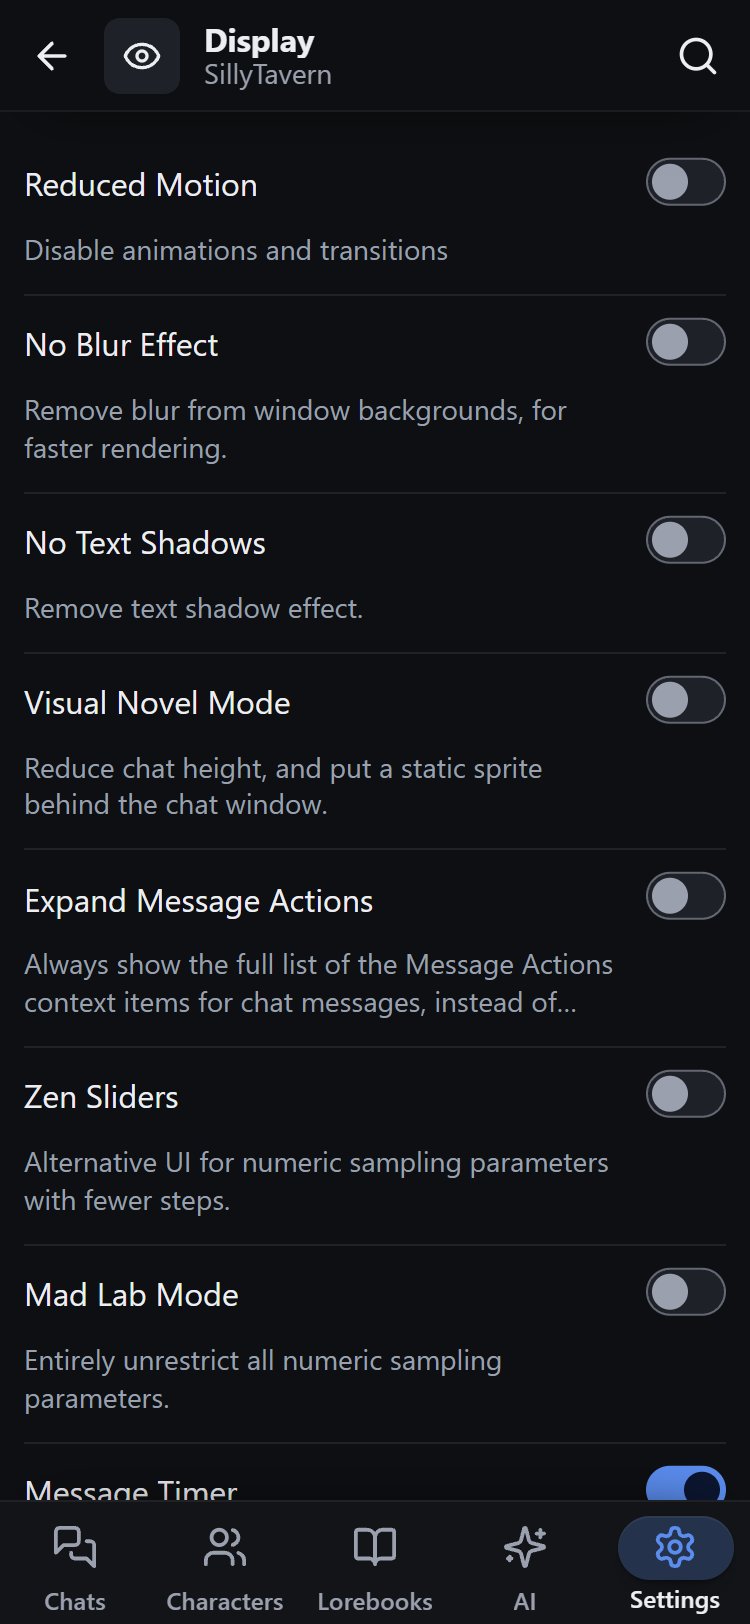 Display
SillyTavern
Reduced Motion
Disable animations and transitions
No Blur Effect
Remove blur from window backgrounds, for
faster rendering.
No Text Shadows
Remove text shadow effect.
Visual Novel Mode
Reduce chat height, and put a static sprite
behind the chat window.
Expand Message Actions
Always show the full list of the Message Actions
context items for chat messages, instead of...
Zen Sliders
Alternative UI for numeric sampling parameters
with fewer steps.
Mad Lab Mode
Entirely unrestrict all numeric sampling
parameters.
Message Timer
Chats
Characters
Lorebooks
AI
Settings